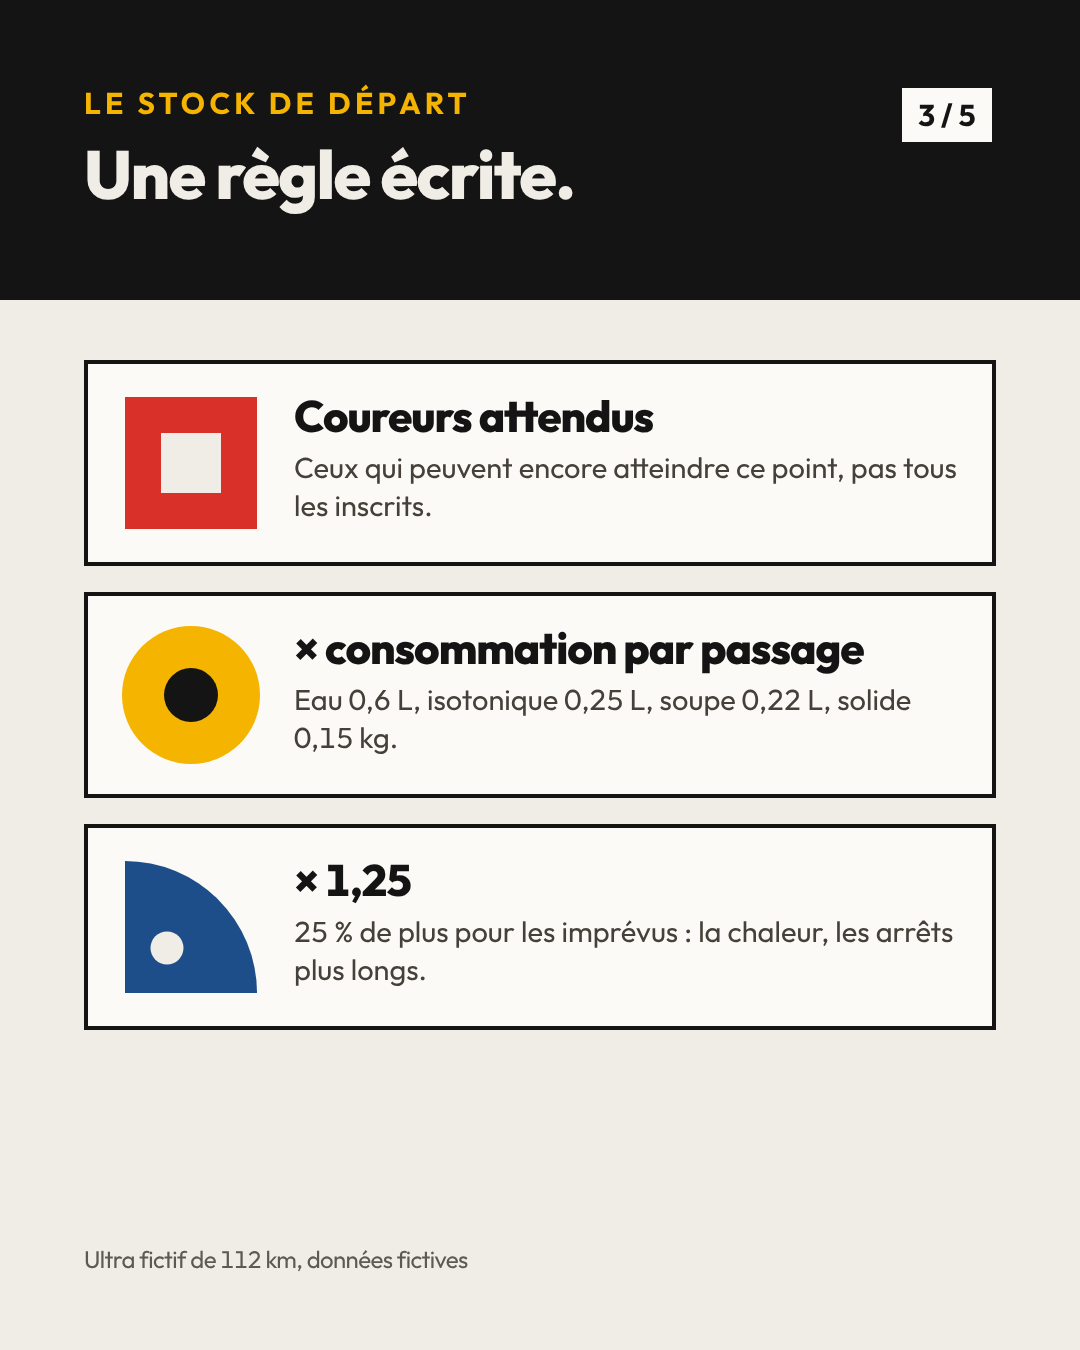 LE STOCK DE DÉPART
3 / 5
Une règle écrite.
Coureurs attendus
Ceux qui peuvent encore atteindre ce point, pas tous
les inscrits.
× consommation par passage
Eau 0,6 L, isotonique 0,25 L, soupe 0,22 L, solide
0,15 kg.
× 1,25
25 % de plus pour les imprévus : la chaleur, les arrêts
plus longs.
Ultra fictif de 112 km, données fictives